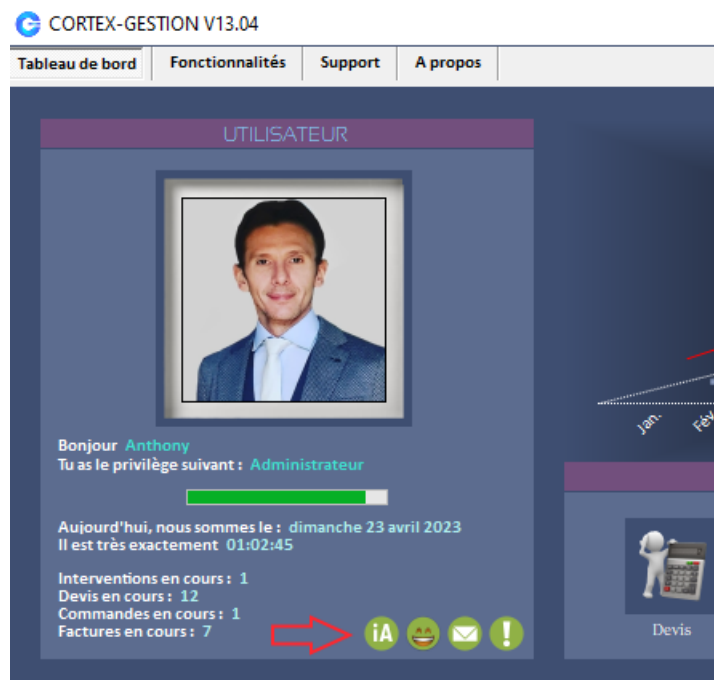 CORTEX-GESTION V13.04
Tableau de bord
Fonctionnalités
Support
A propos
UTILISATEUR
Bonjour Anthony
Tu as le privilège suivant : Administrateur
Aujourd'hui, nous sommes le : dimanche 23 avril 2023
Il est très exactement 01:02:45
Interventions en cours : 1
Devis en cours : 12
Commandes en cours : 1
Factures en cours : 7
iA
Jan.
Devis